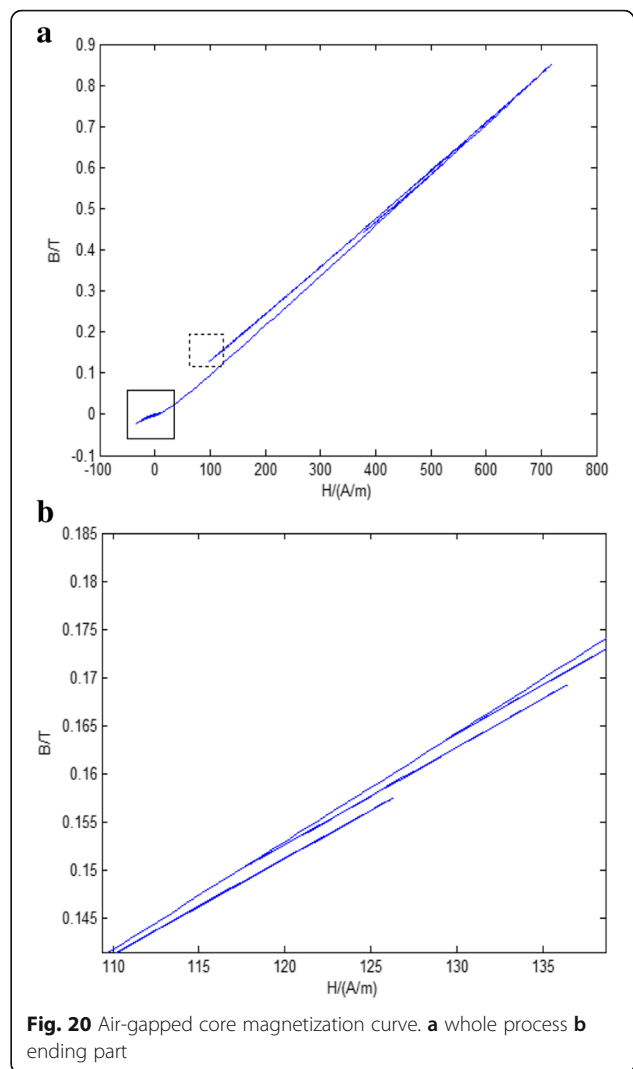 a
0.9
0.8
0.7
0.6
0.5
0.4
0.3
0.2
0.1
0
-0.1
B/T
-100 0 100 200 300 400 500 600 700 800
H/(A/m)
b
0.185
0.18
0.175
0.17
0.165
0.16
0.155
0.15
0.145
B/T
110 115 120 125 130 135
H/(A/m)
Fig. 20 Air-gapped core magnetization curve. a whole process b
ending part